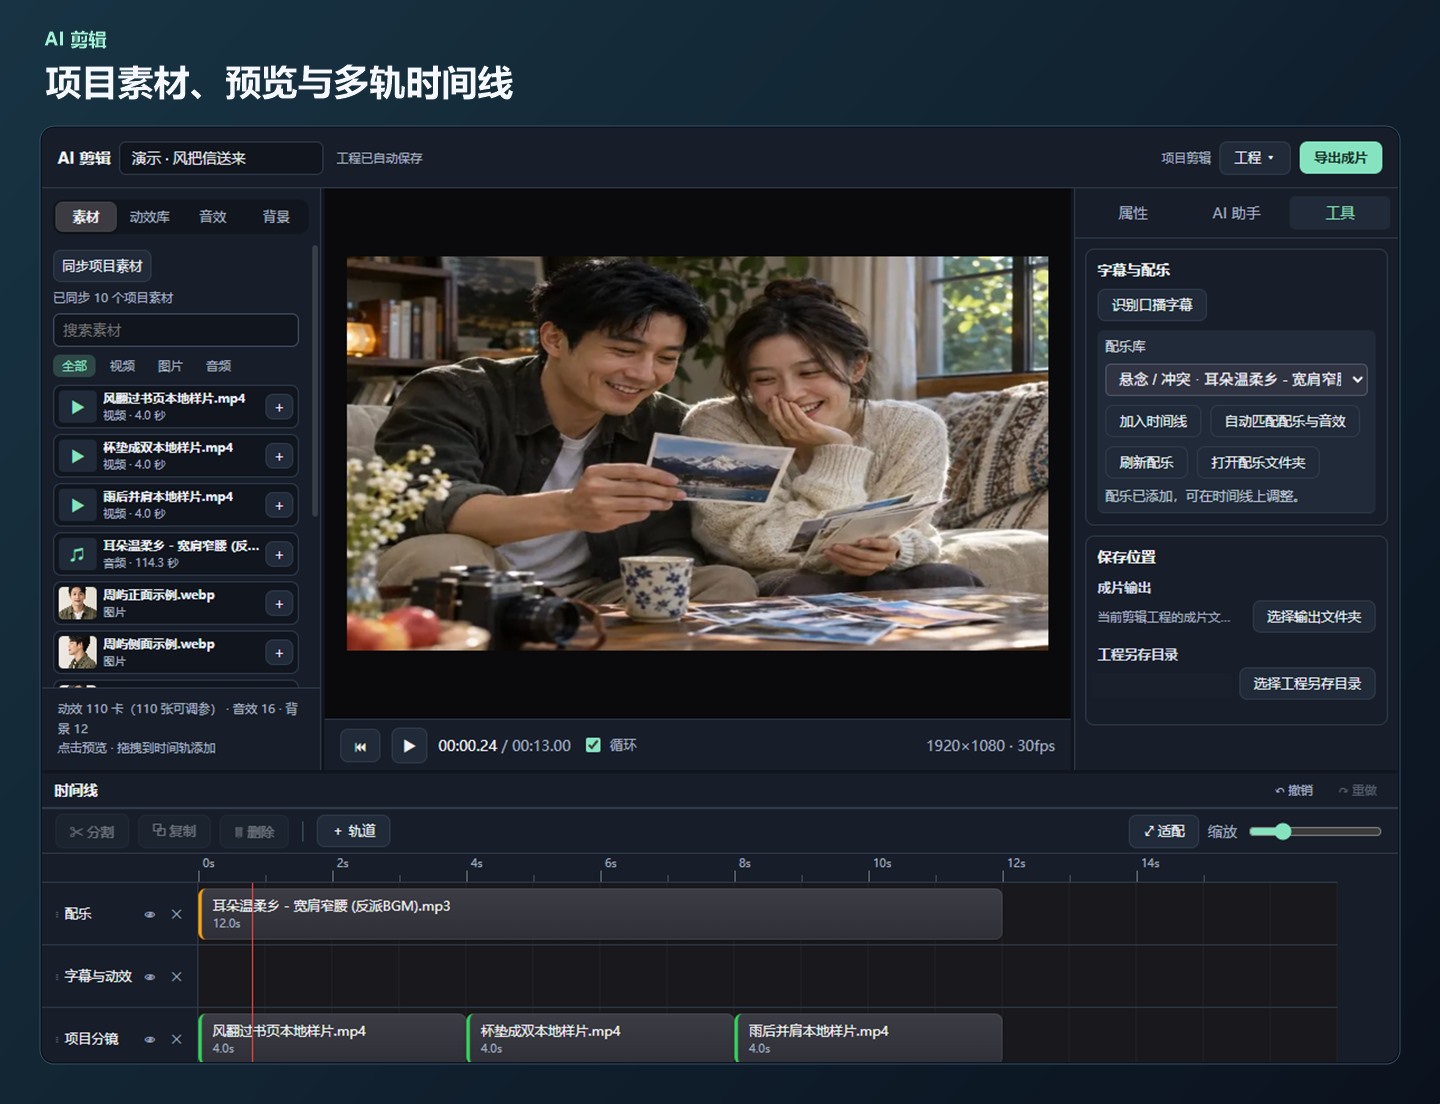 AI 剪辑
项目素材、预览与多轨时间线
AI 剪辑
演示 · 风把信送来
工程已自动保存
项目剪辑
工程
导出成片
素材
动效库
音效
背景
同步项目素材
已同步 10 个项目素材
搜索素材
全部
视频
图片
音频
风翻过书页本地样片.mp4
视频 · 4.0 秒
+
杯垫成双本地样片.mp4
视频 · 4.0 秒
+
雨后并肩本地样片.mp4
视频 · 4.0 秒
+
耳朵温柔乡 - 宽肩窄腰 (反...
音频 · 114.3 秒
+
周屿正面示例.webp
图片
+
周屿侧面示例.webp
图片
+
动效 110 卡（110 张可调参） · 音效 16 · 背
景 12
点击预览 · 拖拽到时间轨添加
00:00.24 / 00:13.00
循环
1920×1080 · 30fps
属性
AI 助手
工具
字幕与配乐
识别口播字幕
配乐库
悬念 / 冲突 · 耳朵温柔乡 - 宽肩窄腰
加入时间线
自动匹配配乐与音效
刷新配乐
打开配乐文件夹
配乐已添加，可在时间线上调整。
保存位置
成片输出
当前剪辑工程的成片文...
选择输出文件夹
工程另存目录
选择工程另存目录
时间线
撤销
重做
分割
复制
删除
+ 轨道
适配
缩放
0s
2s
4s
6s
8s
10s
12s
14s
配乐
耳朵温柔乡 - 宽肩窄腰 (反派BGM).mp3
12.0s
字幕与动效
项目分镜
风翻过书页本地样片.mp4
4.0s
杯垫成双本地样片.mp4
4.0s
雨后并肩本地样片.mp4
4.0s